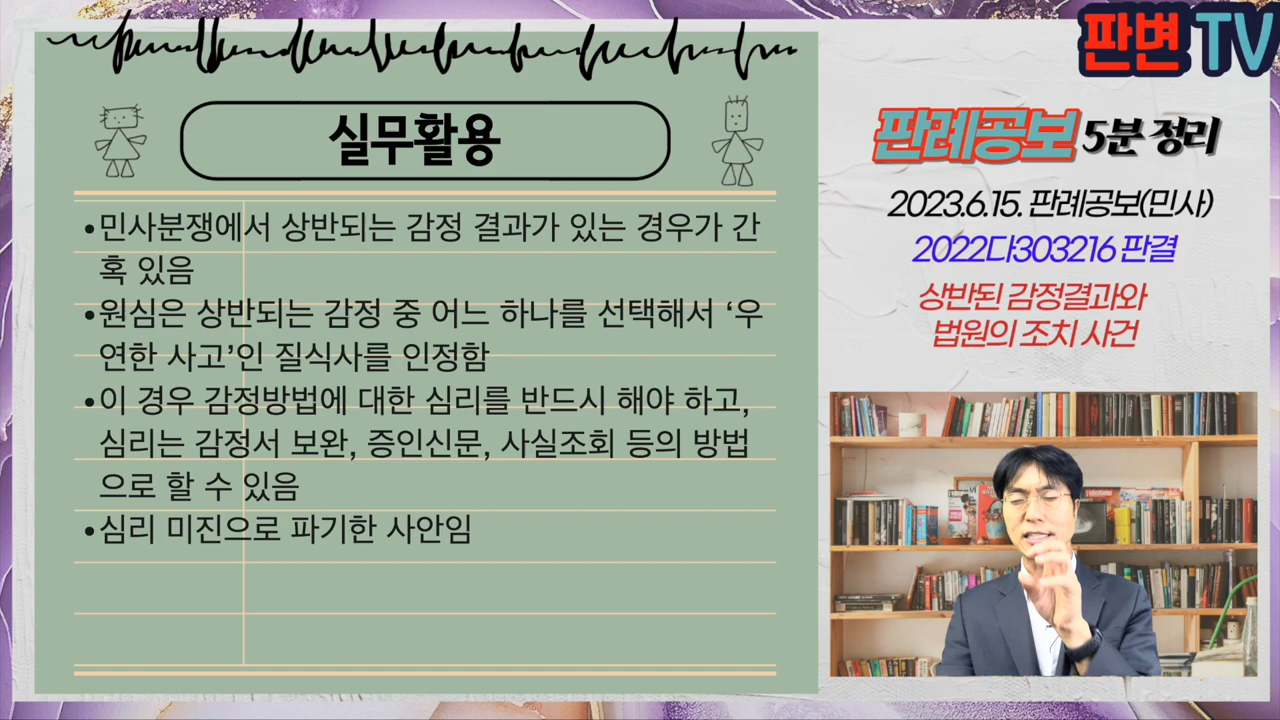 판변 TV
실무활용
•민사분쟁에서 상반되는 감정 결과가 있는 경우가 간
혹 있음
•원심은 상반되는 감정 중 어느 하나를 선택해서 ‘우
연한 사고’인 질식사를 인정함
•이 경우 감정방법에 대한 심리를 반드시 해야 하고,
심리는 감정서 보완, 증인신문, 사실조회 등의 방법
으로 할 수 있음
•심리 미진으로 파기한 사안임
판례공보 5분 정리
2023.6.15. 판례공보(민사)
2022다303216 판결
상반된 감정결과와
법원의 조치 사건